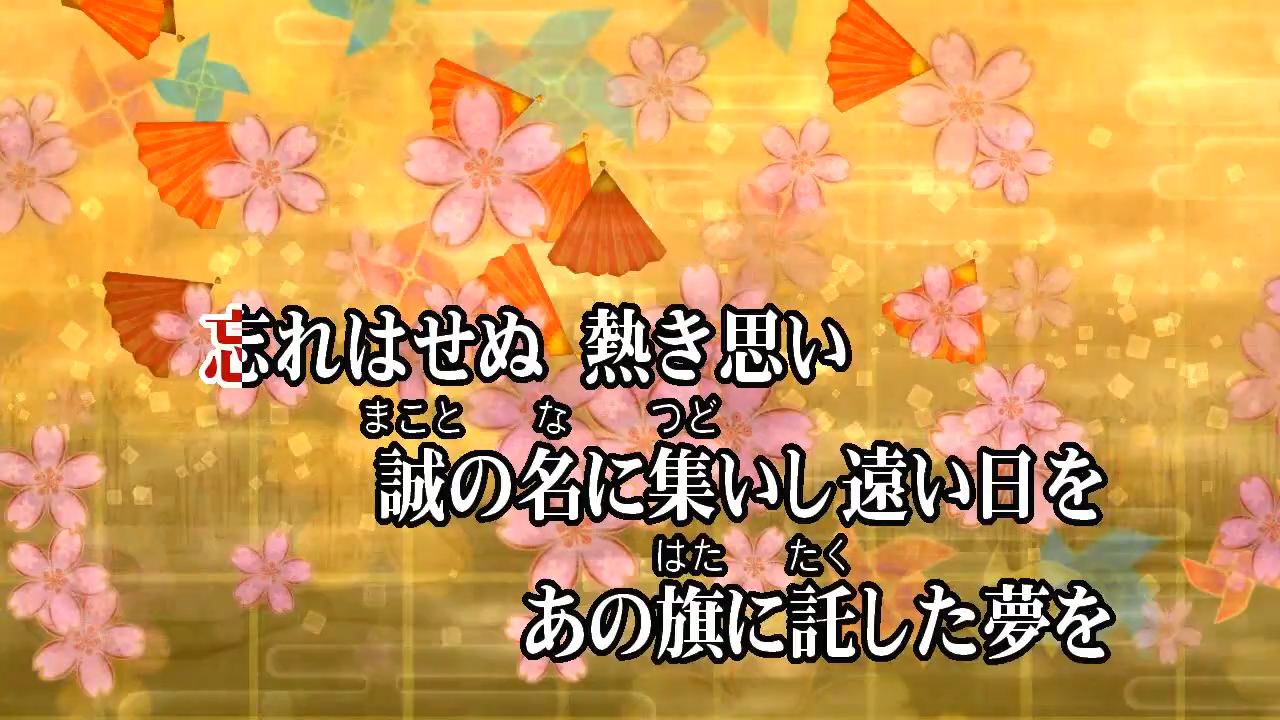 忘れはせぬ 熱き思い
まこと な つど
誠の名に集いし遠い日を
はた たく
あの旗に託した夢を